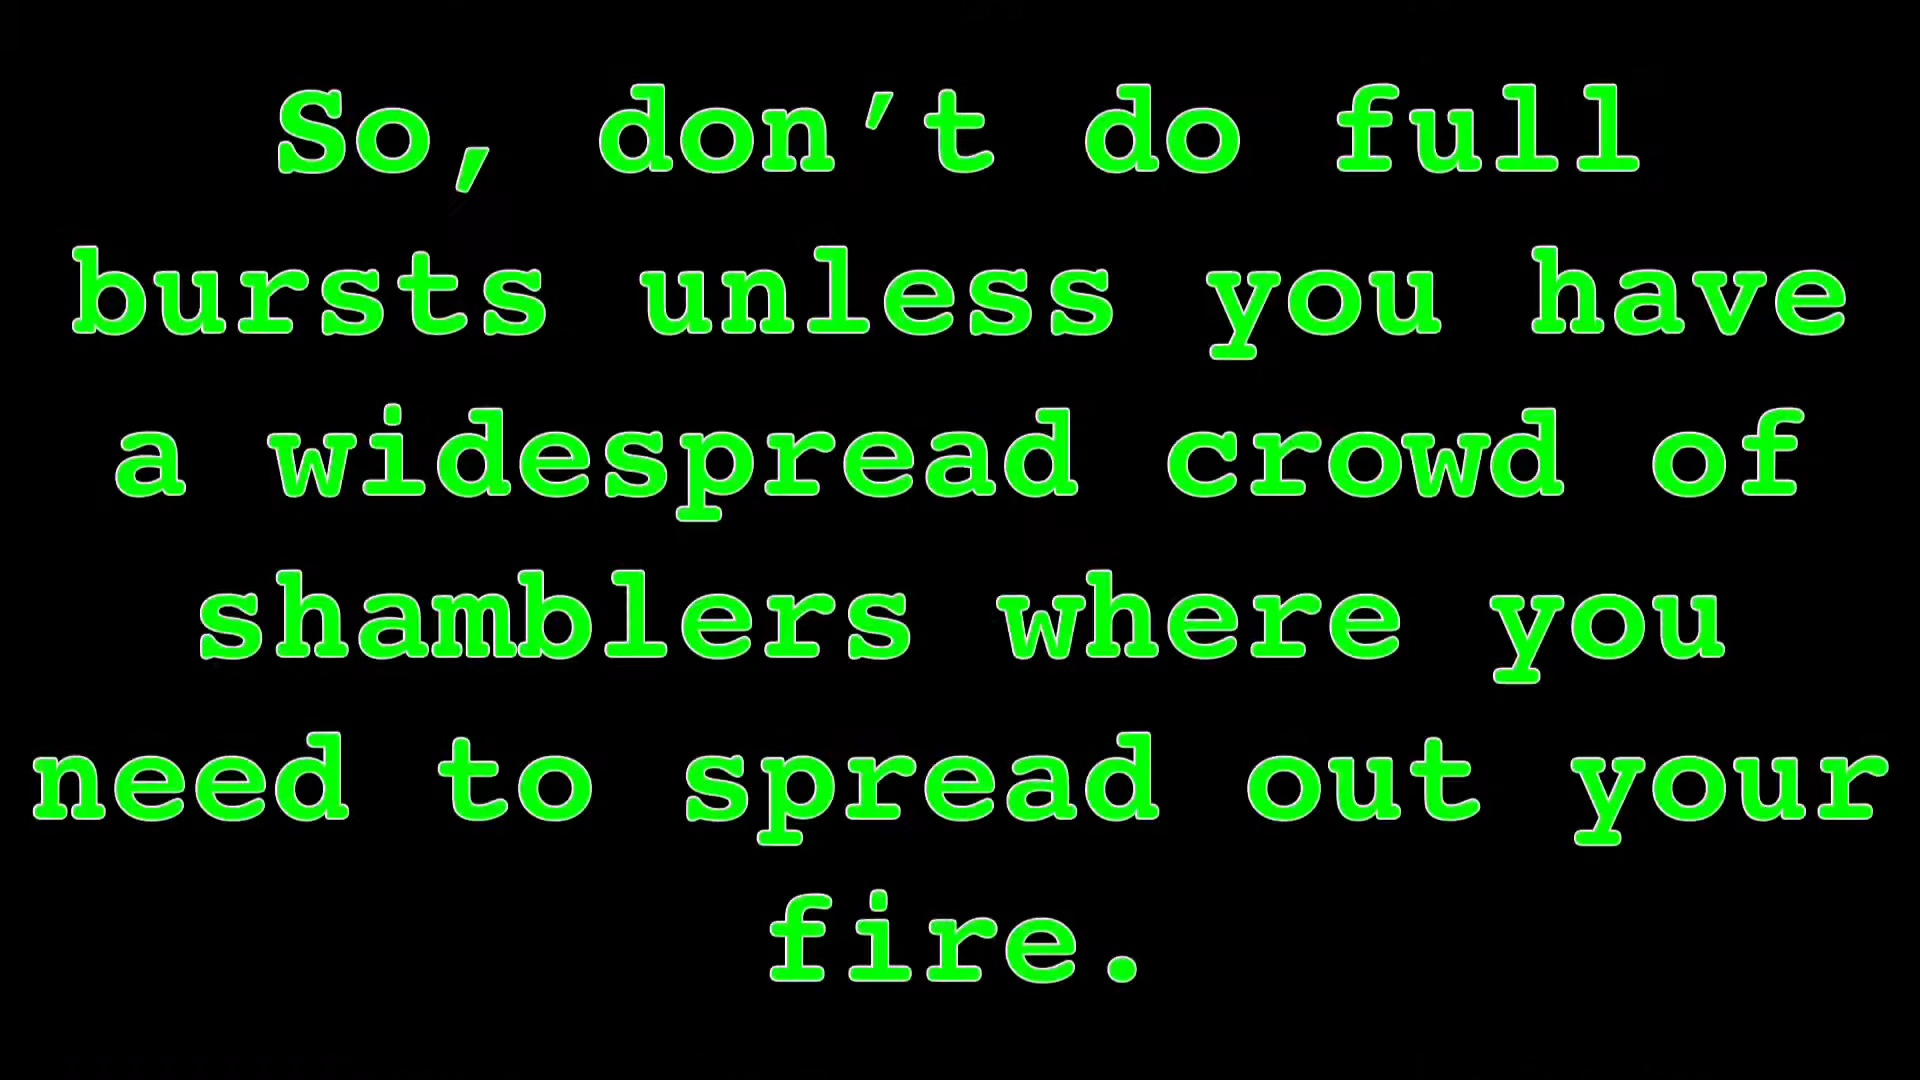 So, don’t do full
bursts unless you have
a widespread crowd of
shamblers where you
need to spread out your
fire.